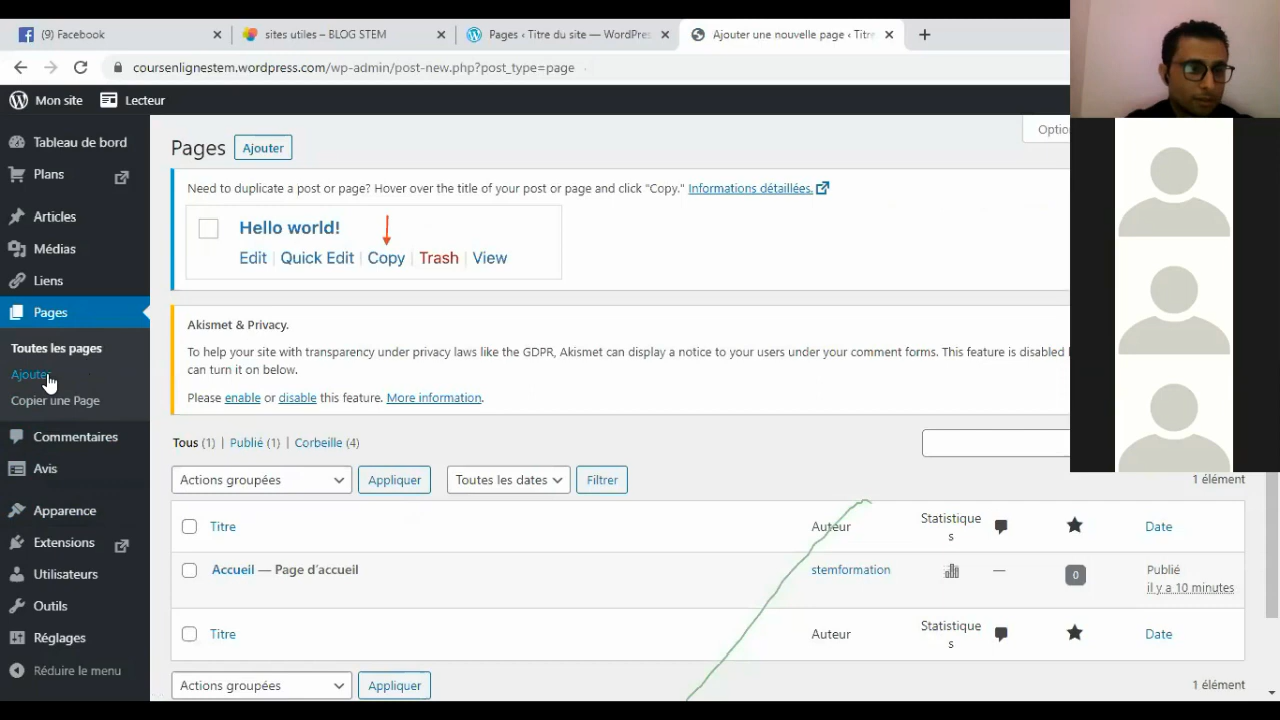 (9) Facebook
sites utiles – BLOG STEM
Pages ‹ Titre du site — WordPres
Ajouter une nouvelle page ‹ Titre
coursenlignestem.wordpress.com/wp-admin/post-new.php?post_type=page
Mon site
Lecteur
Tableau de bord
Plans
Articles
Médias
Liens
Pages
Toutes les pages
Ajouter
Copier une Page
Commentaires
Avis
Apparence
Extensions
Utilisateurs
Outils
Réglages
Réduire le menu
Pages
Ajouter
Optio
Need to duplicate a post or page? Hover over the title of your post or page and click "Copy." Informations détaillées.
Hello world!
Edit | Quick Edit | Copy | Trash | View
Akismet & Privacy.
To help your site with transparency under privacy laws like the GDPR, Akismet can display a notice to your users under your comment forms. This feature is disabled
can turn it on below.
Please enable or disable this feature. More information.
Tous (1) | Publié (1) | Corbeille (4)
Actions groupées
Appliquer
Toutes les dates
Filtrer
1 élément
Titre
Auteur
Statistique
s
Date
Accueil — Page d'accueil
stemformation
—
0
Publié
il y a 10 minutes
Titre
Auteur
Statistique
s
Date
Actions groupées
Appliquer
1 élément